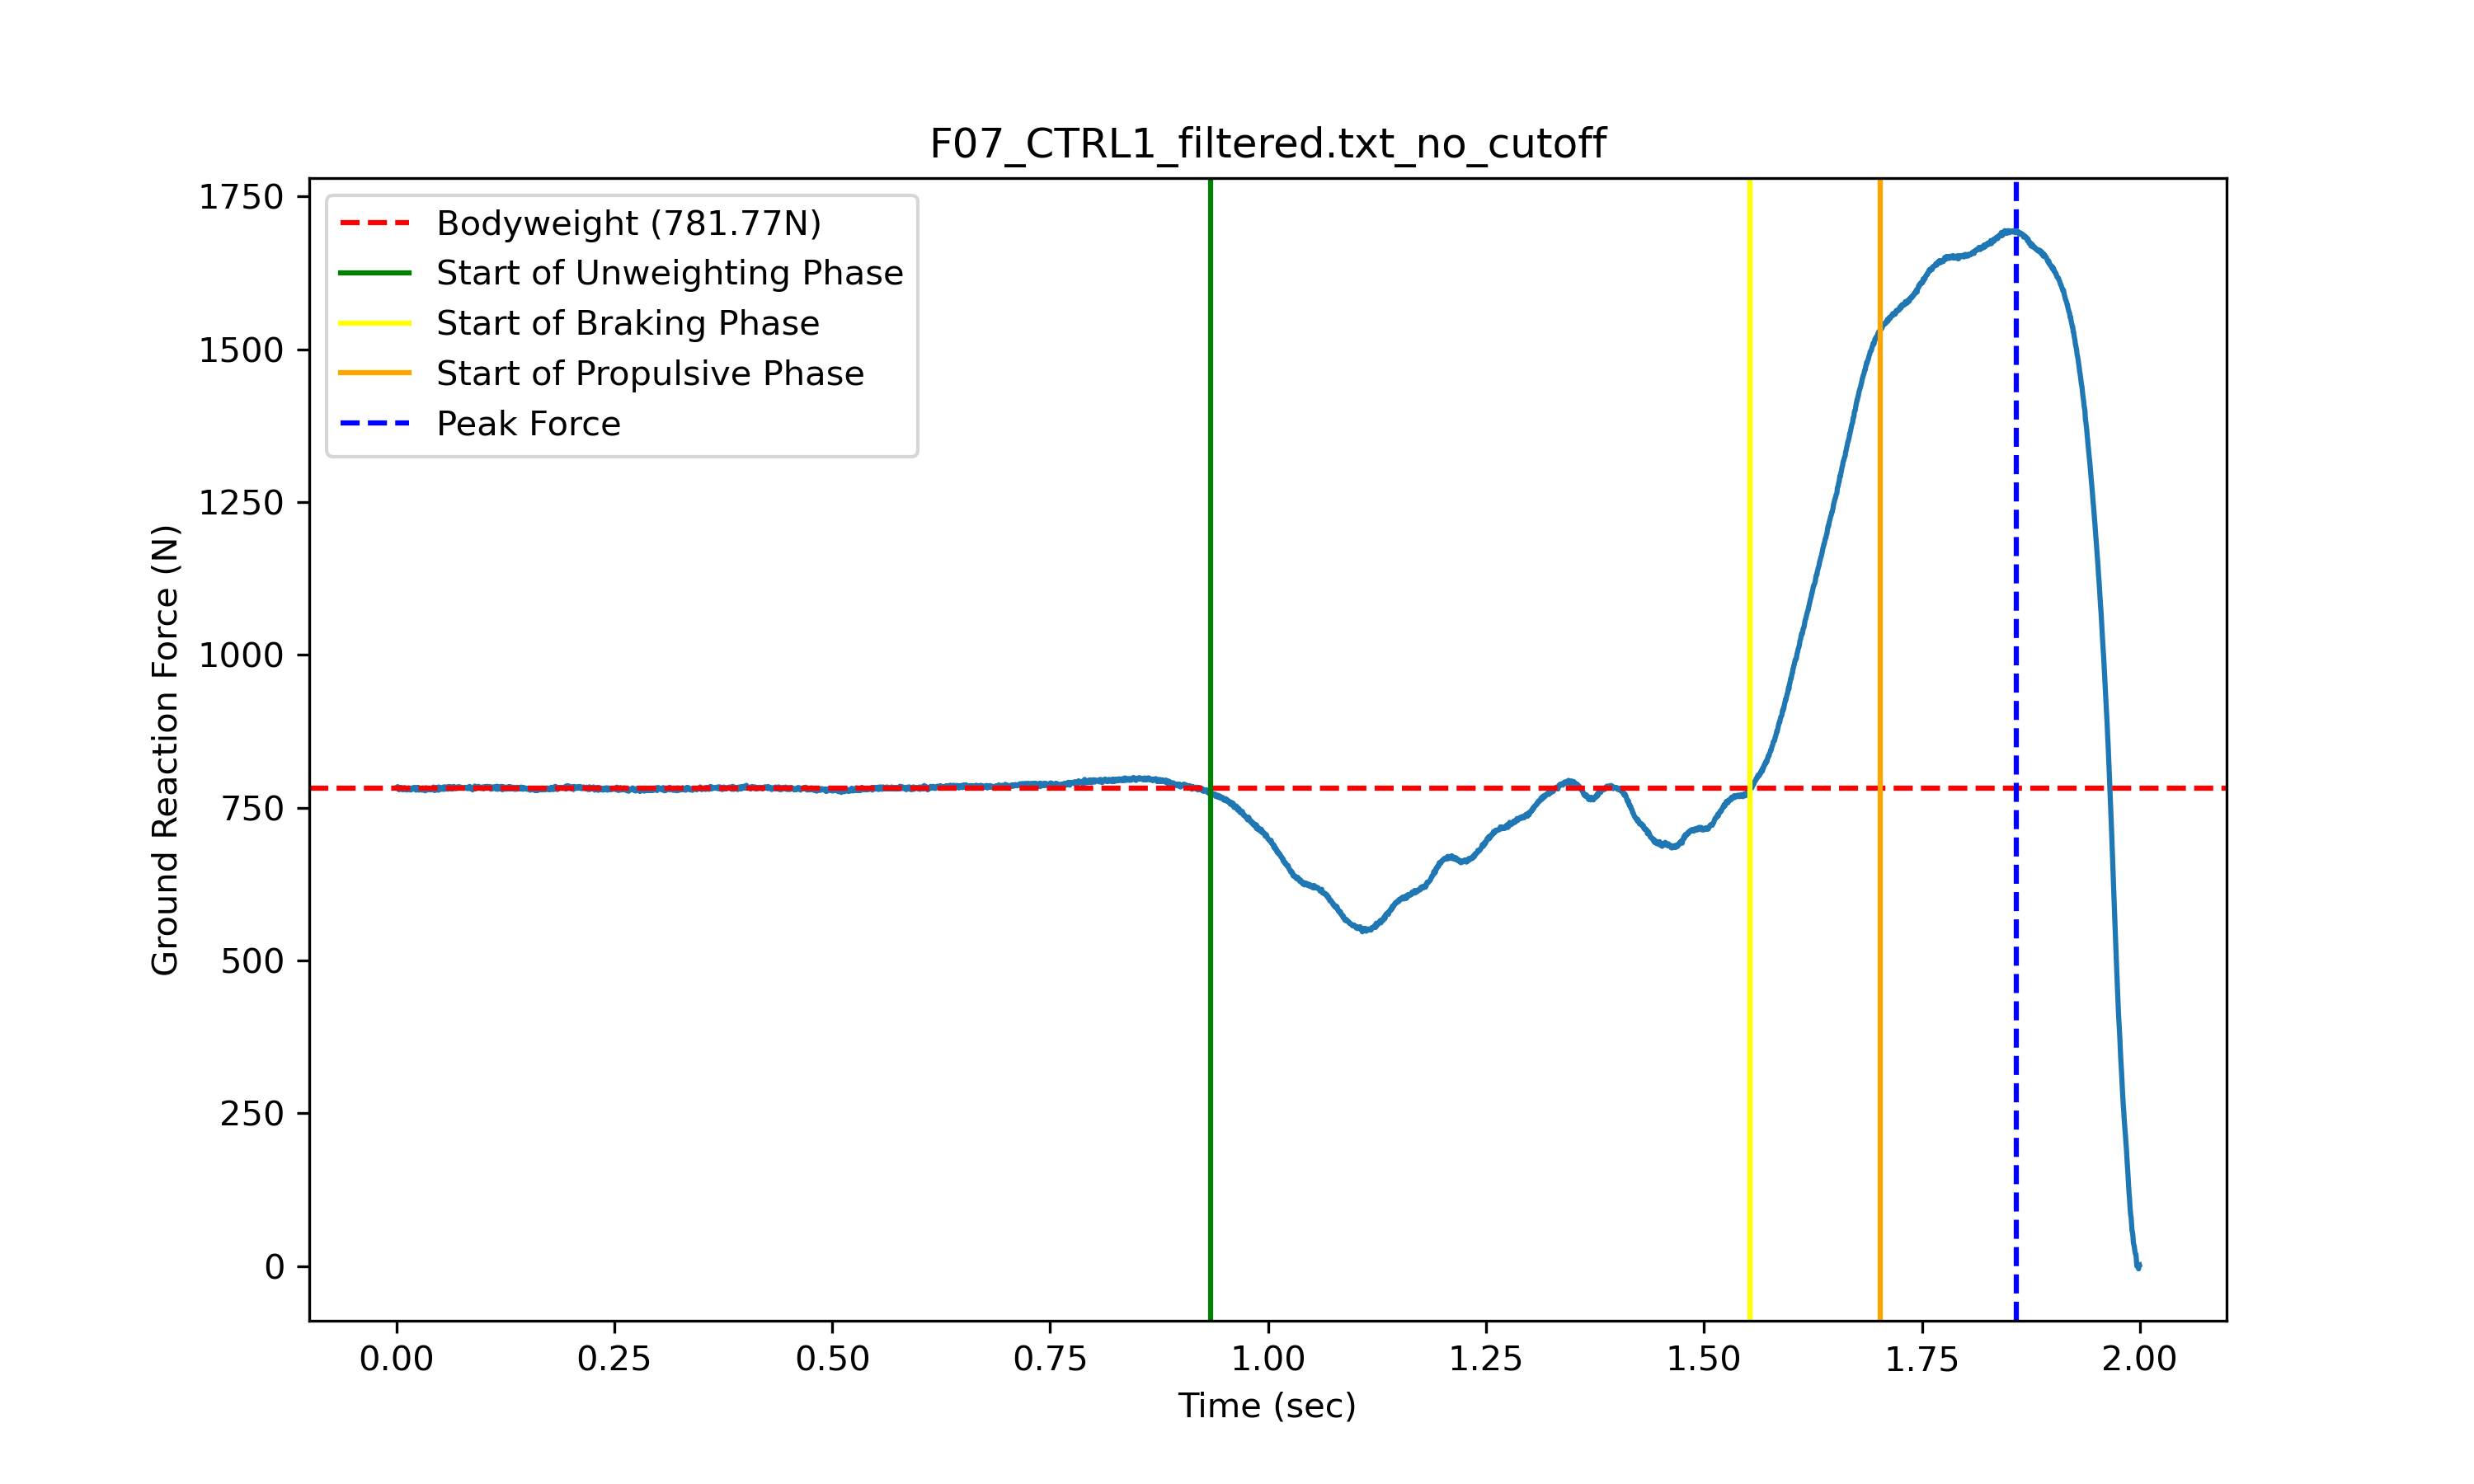 F07_CTRL1_filtered.txt_no_cutoff
1750
1500
1250
1000
750
500
250
0
Ground Reaction Force (N)
Bodyweight (781.77N)
Start of Unweighting Phase
Start of Braking Phase
Start of Propulsive Phase
Peak Force
0.00 0.25 0.50 0.75 1.00 1.25 1.50 1.75 2.00
Time (sec)